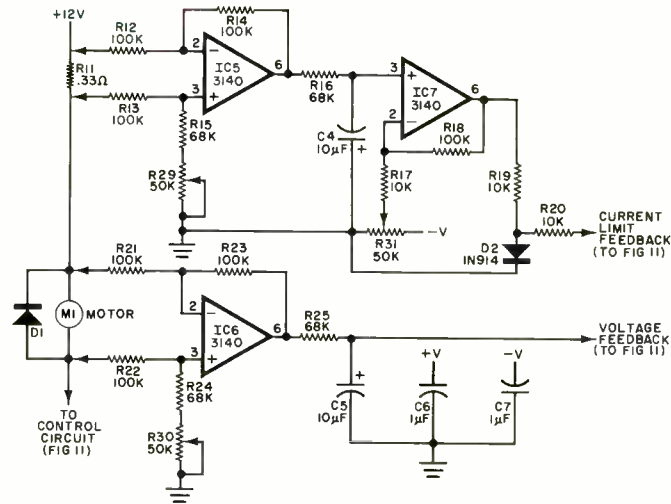 +12V
R12
100K
R14
100K
R11
.33Ω
2
−
IC5
3140
6
3
+
R13
100K
R16
68K
3
+
IC7
3140
6
2
−
R15
68K
C4
10µF
+
R18
100K
R29
50K
R17
10K
R19
10K
R20
10K
CURRENT
LIMIT
FEEDBACK
(TO FIG 11)
−V
R31
50K
D2
1N914
R21
100K
R23
100K
D1
M1
MOTOR
2
−
IC6
3140
6
3
+
R25
68K
VOLTAGE
FEEDBACK
(TO FIG 11)
R22
100K
R24
68K
+
C5
10µF
+V
C6
1µF
−V
C7
1µF
R30
50K
TO
CONTROL
CIRCUIT
(FIG 11)